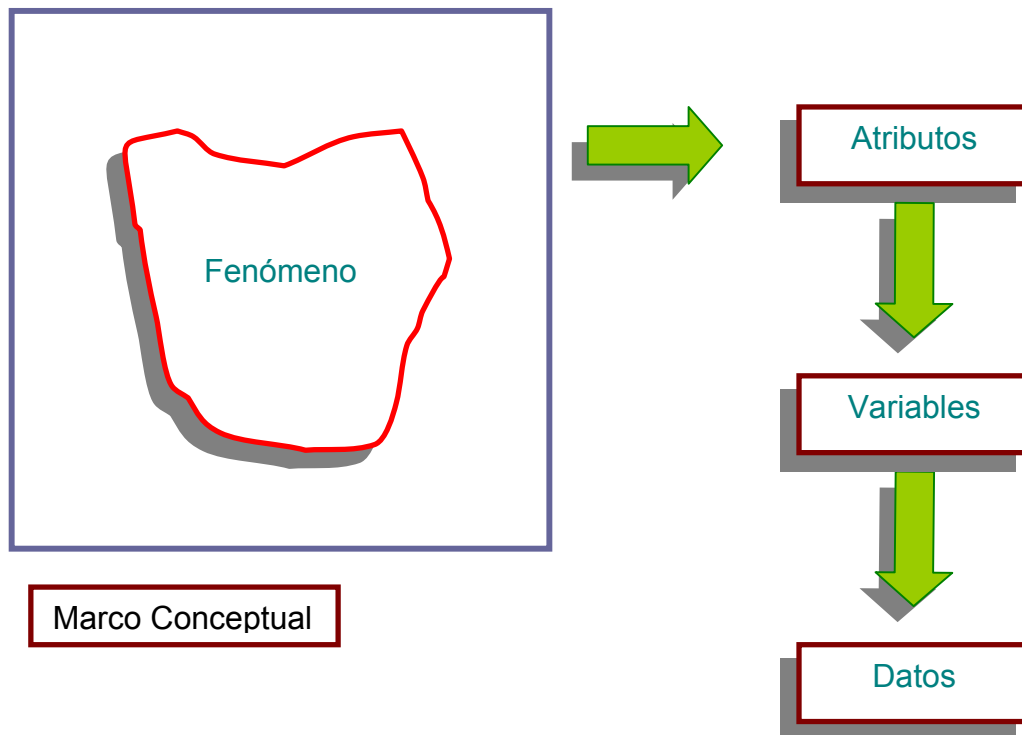 Atributos
Fenómeno
Variables
Marco Conceptual
Datos